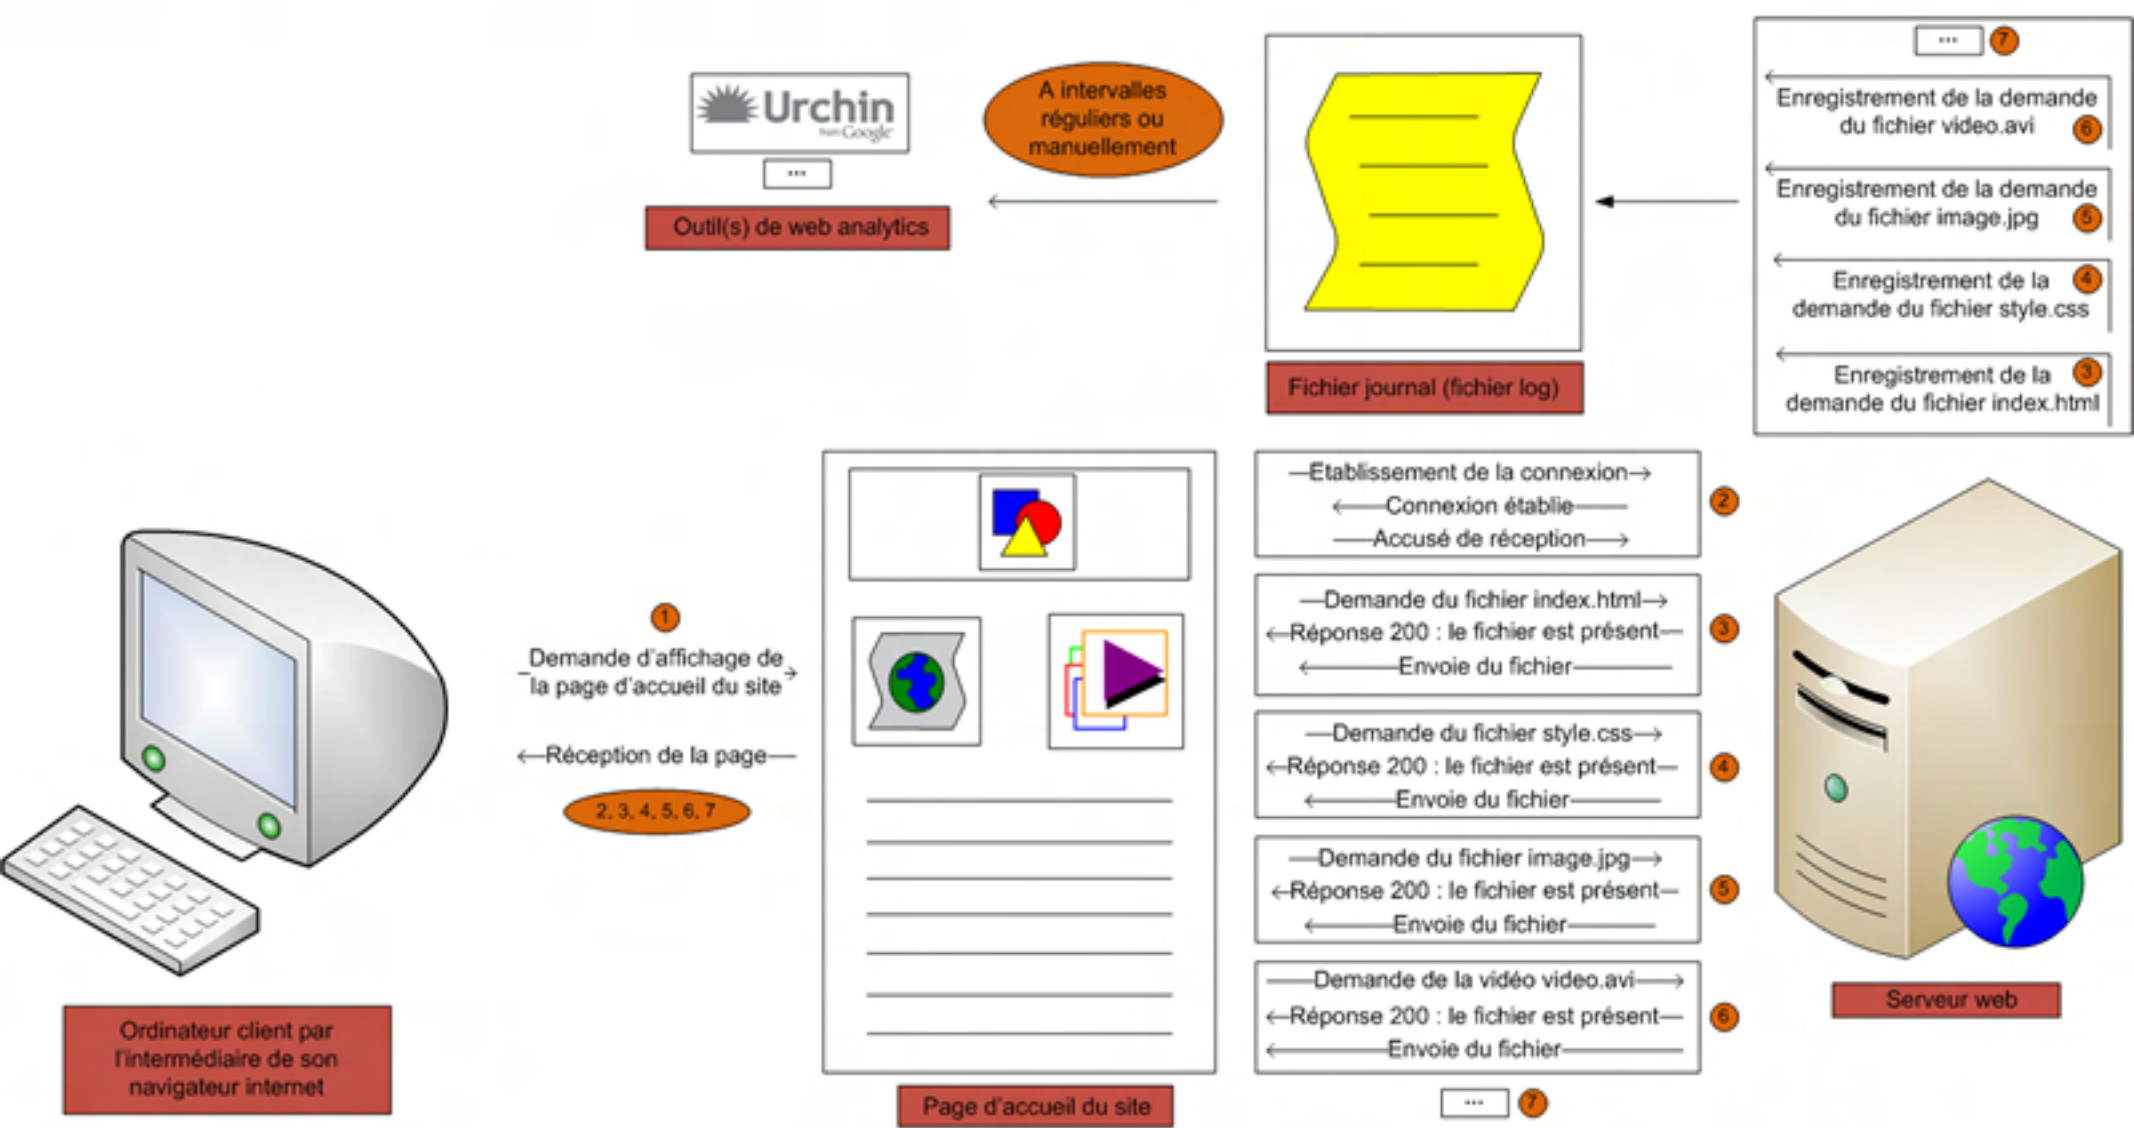 Urchin
from Google
...
Outil(s) de web analytics
A intervalles
réguliers ou
manuellement
Fichier journal (fichier log)
... 7
Enregistrement de la demande
du fichier video.avi 6
Enregistrement de la demande
du fichier image.jpg 5
Enregistrement de la 4
demande du fichier style.css
Enregistrement de la 3
demande du fichier index.html
1
Demande d'affichage de
la page d'accueil du site
Réception de la page
2, 3, 4, 5, 6, 7
Ordinateur client par
l'intermédiaire de son
navigateur internet
Page d'accueil du site
Etablissement de la connexion
Connexion établie 2
Accusé de réception
Demande du fichier index.html
Réponse 200 : le fichier est présent 3
Envoie du fichier
Demande du fichier style.css
Réponse 200 : le fichier est présent 4
Envoie du fichier
Demande du fichier image.jpg
Réponse 200 : le fichier est présent 5
Envoie du fichier
Demande de la vidéo video.avi
Réponse 200 : le fichier est présent 6
Envoie du fichier
... 7
Serveur web